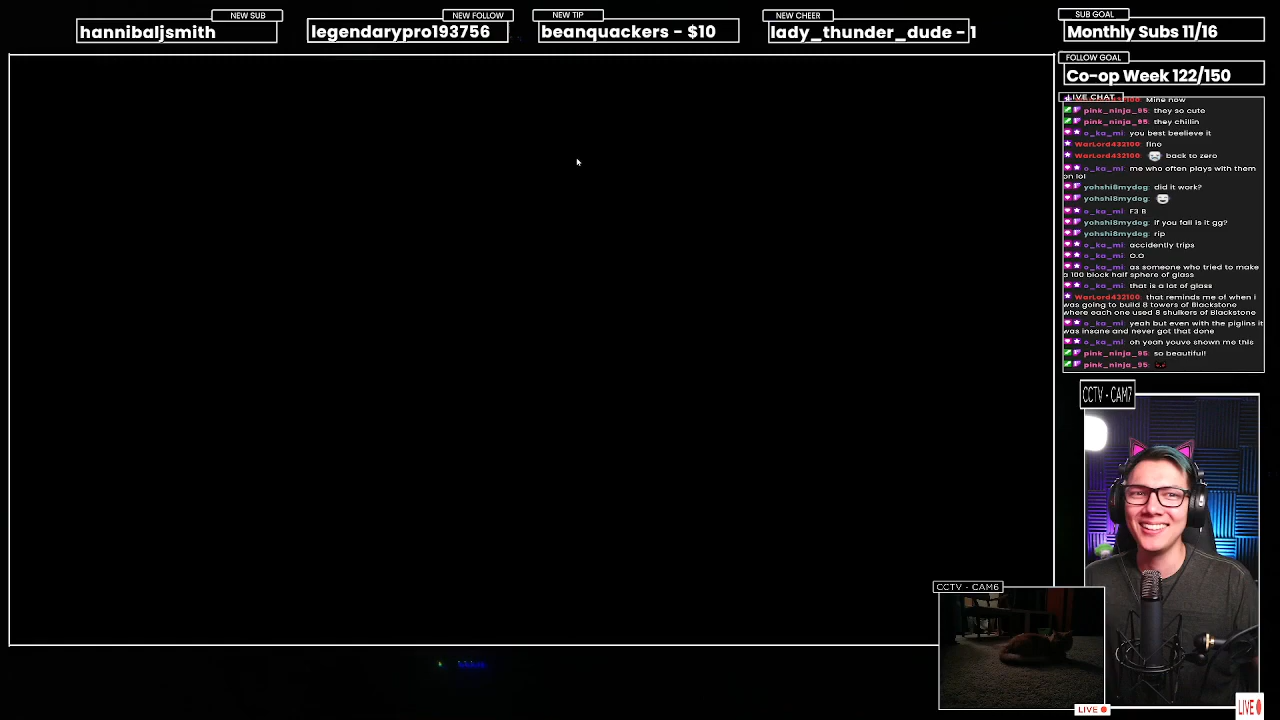 NEW SUB
hannibaljsmith
NEW FOLLOW
legendarypro193756
NEW TIP
beanquackers - $10
NEW CHEER
lady_thunder_dude - 1
SUB GOAL
Monthly Subs 11/16
FOLLOW GOAL
Co-op Week 122/150
LIVE CHAT
Mine now
pink_ninja_95: they so cute
pink_ninja_95: they chillin
o_ka_mi: you best beelieve it
WarLord432100: fino
WarLord432100: back to zero
o_ka_mi: me who often plays with them
on lol
yohshi8mydog: did it work?
yohshi8mydog:
o_ka_mi: F3 B
yohshi8mydog: If you fall is it gg?
yohshi8mydog: rip
o_ka_mi: accidently trips
o_ka_mi: O.O
o_ka_mi: as someone who tried to make
a 100 block half sphere of glass
o_ka_mi: that is a lot of glass
WarLord432100: that reminds me of when i
was going to build 8 towers of Blackstone
where each one used 8 shulkers of Blackstone
o_ka_mi: yeah but even with the piglins it
was insane and never got that done
o_ka_mi: oh yeah youve shown me this
pink_ninja_95: so beautiful!
pink_ninja_95:
CCTV - CAM7
CCTV - CAM6
LIVE
LIVE